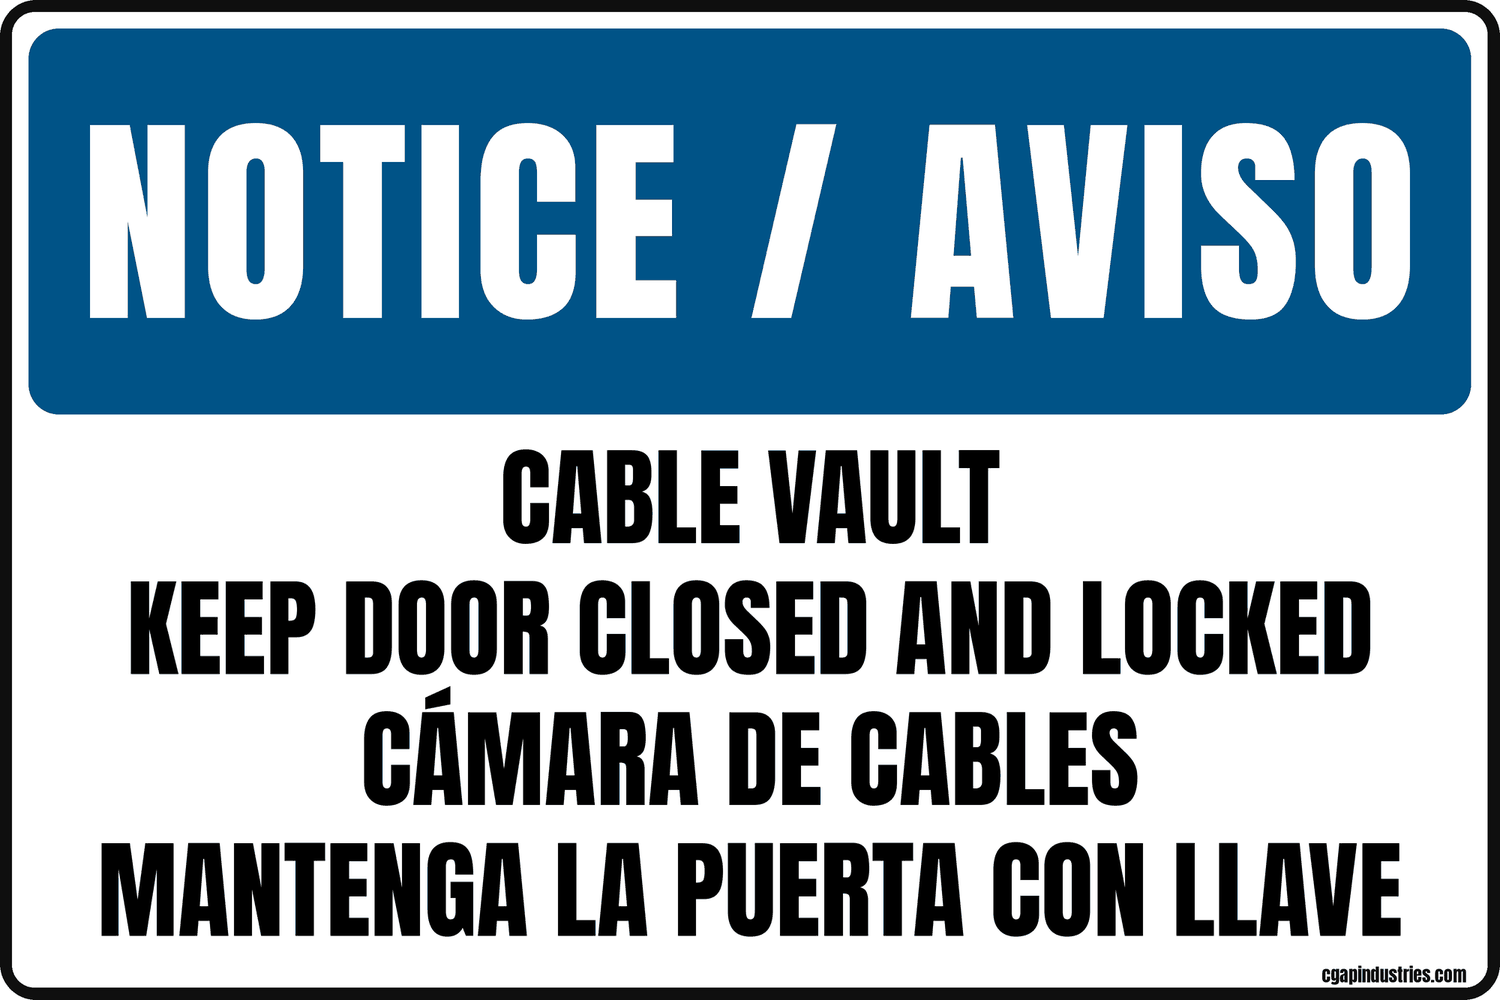 NOTICE / AVISO
CABLE VAULT
KEEP DOOR CLOSED AND LOCKED
CÁMARA DE CABLES
MANTENGA LA PUERTA CON LLAVE
cgapindustries.com